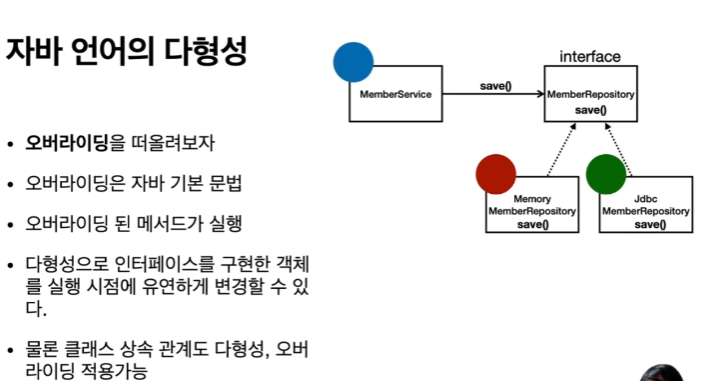 자바 언어의 다형성
• 오버라이딩을 떠올려보자
• 오버라이딩은 자바 기본 문법
• 오버라이딩 된 메서드가 실행
• 다형성으로 인터페이스를 구현한 객체
를 실행 시점에 유연하게 변경할 수 있
다.
• 물론 클래스 상속 관계도 다형성, 오버
라이딩 적용가능
interface
MemberService
save()
MemberRepository
save()
Memory
MemberRepository
save()
Jdbc
MemberRepository
save()